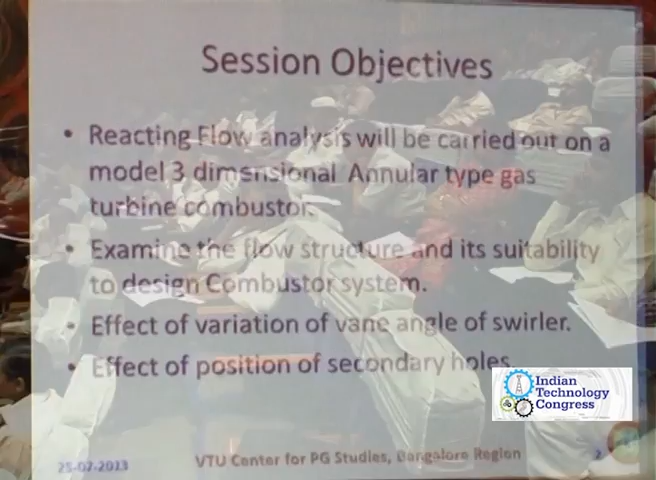 Session Objectives
• Reacting Flow analysis will be carried out on a
model 3 dimensional Annular type gas
turbine combustor.
• Examine the flow structure and its suitability
to design Combustor system.
• Effect of variation of vane angle of swirler.
• Effect of position of secondary holes
Indian
Technology
Congress
25-07-2013
VTU Center for PG Studies, Bangalore Region
2